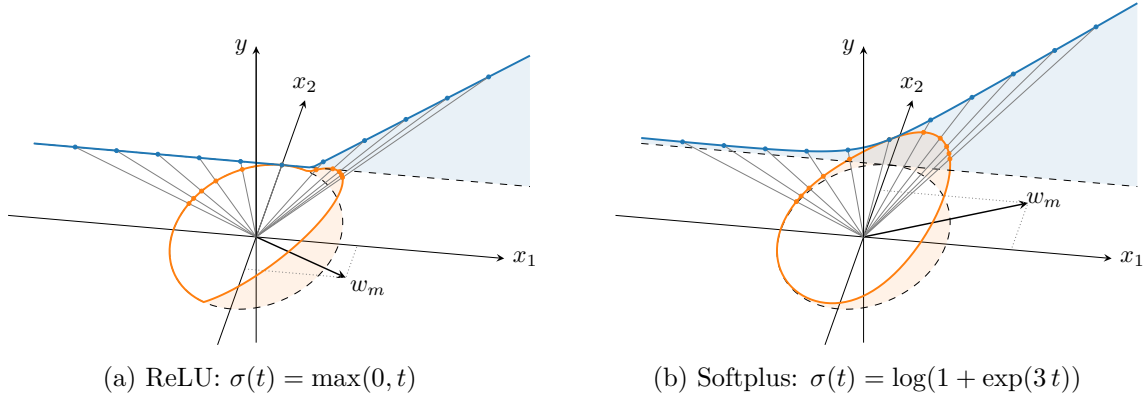 y
x₂
x₁
wₘ
(a) ReLU: σ(t) = max(0, t)
y
x₂
wₘ
x₁
(b) Softplus: σ(t) = log(1 + exp(3 t))